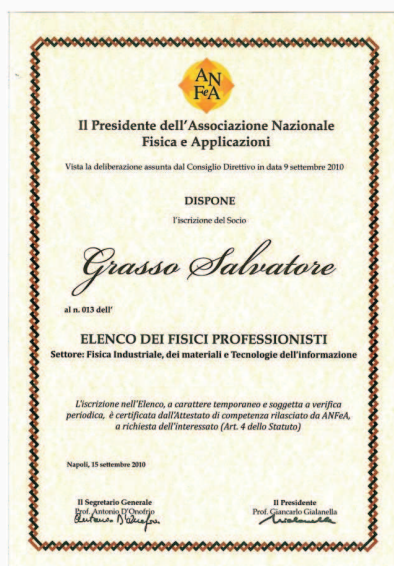 AN
FeA
Il Presidente dell'Associazione Nazionale
Fisica e Applicazioni
Vista la deliberazione assunta dal Consiglio Direttivo in data 9 settembre 2010
DISPONE
l'iscrizione del Socio
Grasso Salvatore
al n. 013 dell'
ELENCO DEI FISICI PROFESSIONISTI
Settore: Fisica Industriale, dei materiali e Tecnologie dell'informazione
L'iscrizione nell'Elenco, a carattere temporaneo e soggetta a verifica
periodica, è certificata dall'Attestato di competenza rilasciato da ANFeA,
a richiesta dell'interessato (Art. 4 dello Statuto)
Napoli, 15 settembre 2010
Il Segretario Generale
Prof. Antonio D'Onofrio
Antonio D'Onofrio
Il Presidente
Prof. Giancarlo Gialanella
Gialanella